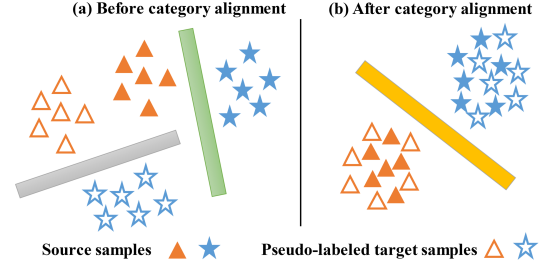 (a) Before category alignment
(b) After category alignment
Source samples
Pseudo-labeled target samples